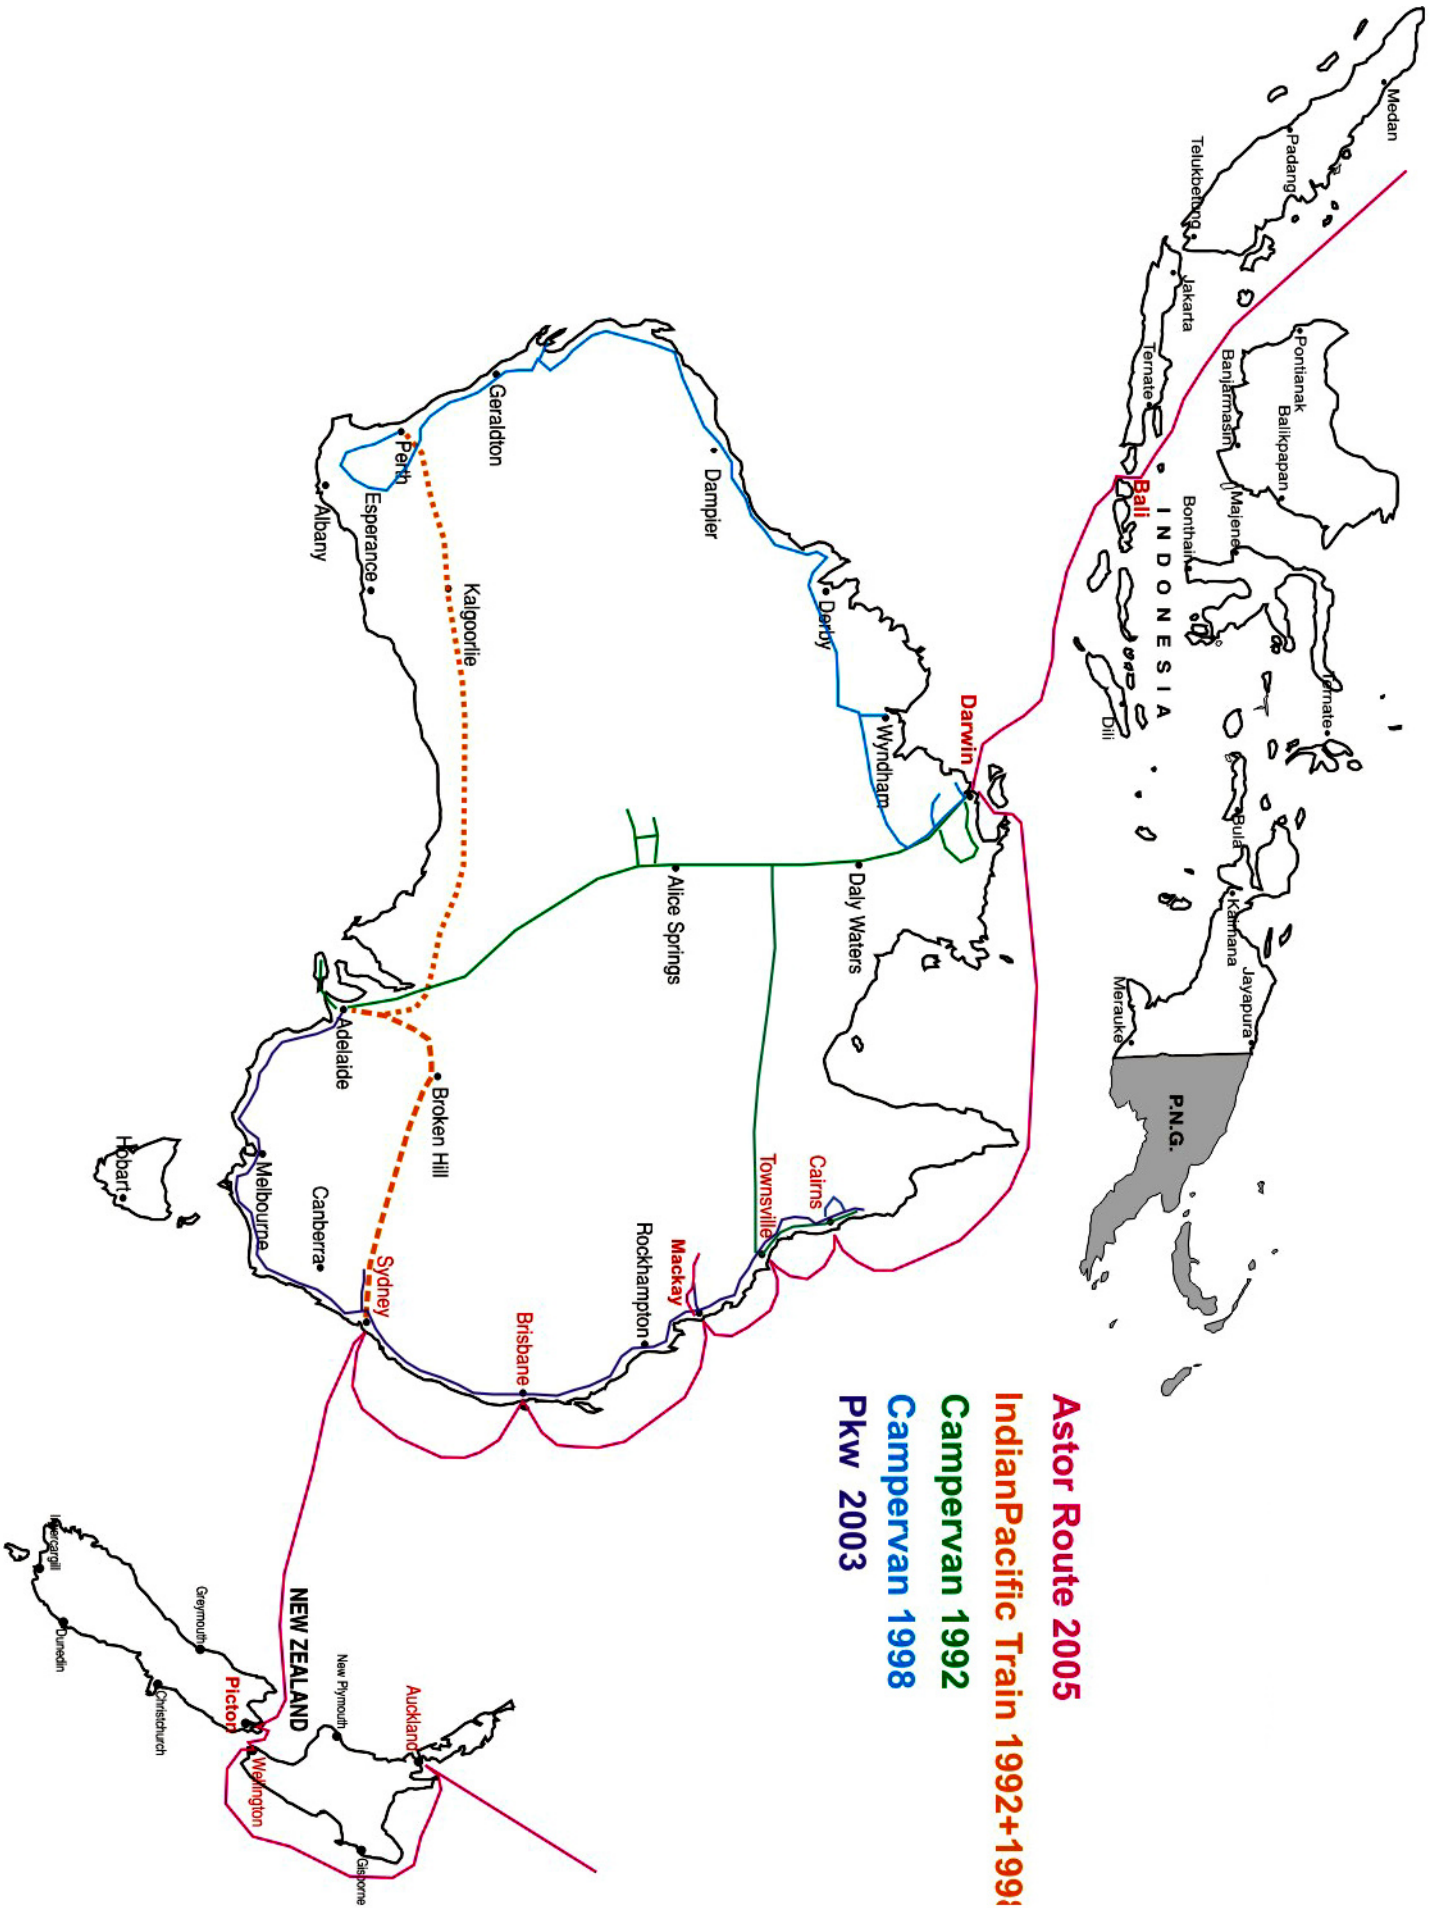 Medan
Padang
Telukbetung
Jakarta
Ternate
Pontianak
Banjarmasin
Balikpapan
Majene
Bonthain
Bali
INDONESIA
Ternate
Dili
Bula
Kaimana
Jayapura
Merauke
P.N.G.
Darwin
Wyndham
Derby
Dampier
Geraldton
Perth
Albany
Esperance
Kalgoorlie
Daly Waters
Alice Springs
Adelaide
Broken Hill
Melbourne
Hobart
Canberra
Sydney
Cairns
Townsville
Mackay
Rockhampton
Brisbane
Astor Route 2005
IndianPacific Train 1992+1998
Campervan 1992
Campervan 1998
Pkw 2003
NEW ZEALAND
Auckland
New Plymouth
Picton
Wellington
Gisborne
Greymouth
Christchurch
Dunedin
Invercargill